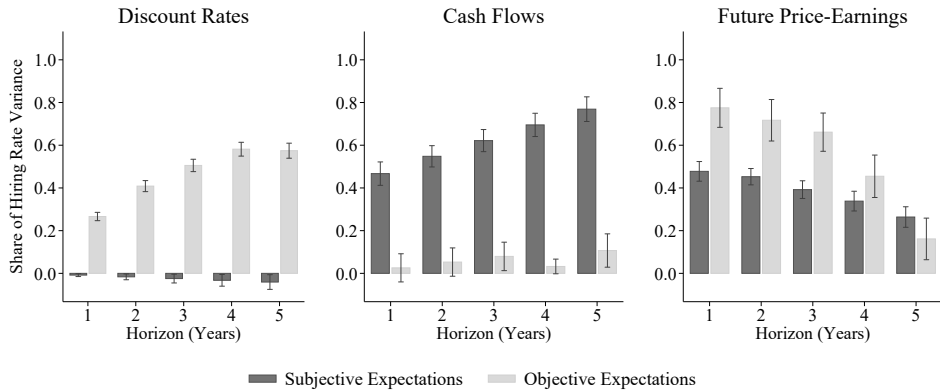 Discount Rates
Cash Flows
Future Price-Earnings
Share of Hiring Rate Variance
1.0
0.8
0.6
0.4
0.2
0.0
1 2 3 4 5
Horizon (Years)
1.0
0.8
0.6
0.4
0.2
0.0
1 2 3 4 5
Horizon (Years)
1.0
0.8
0.6
0.4
0.2
0.0
1 2 3 4 5
Horizon (Years)
Subjective Expectations
Objective Expectations